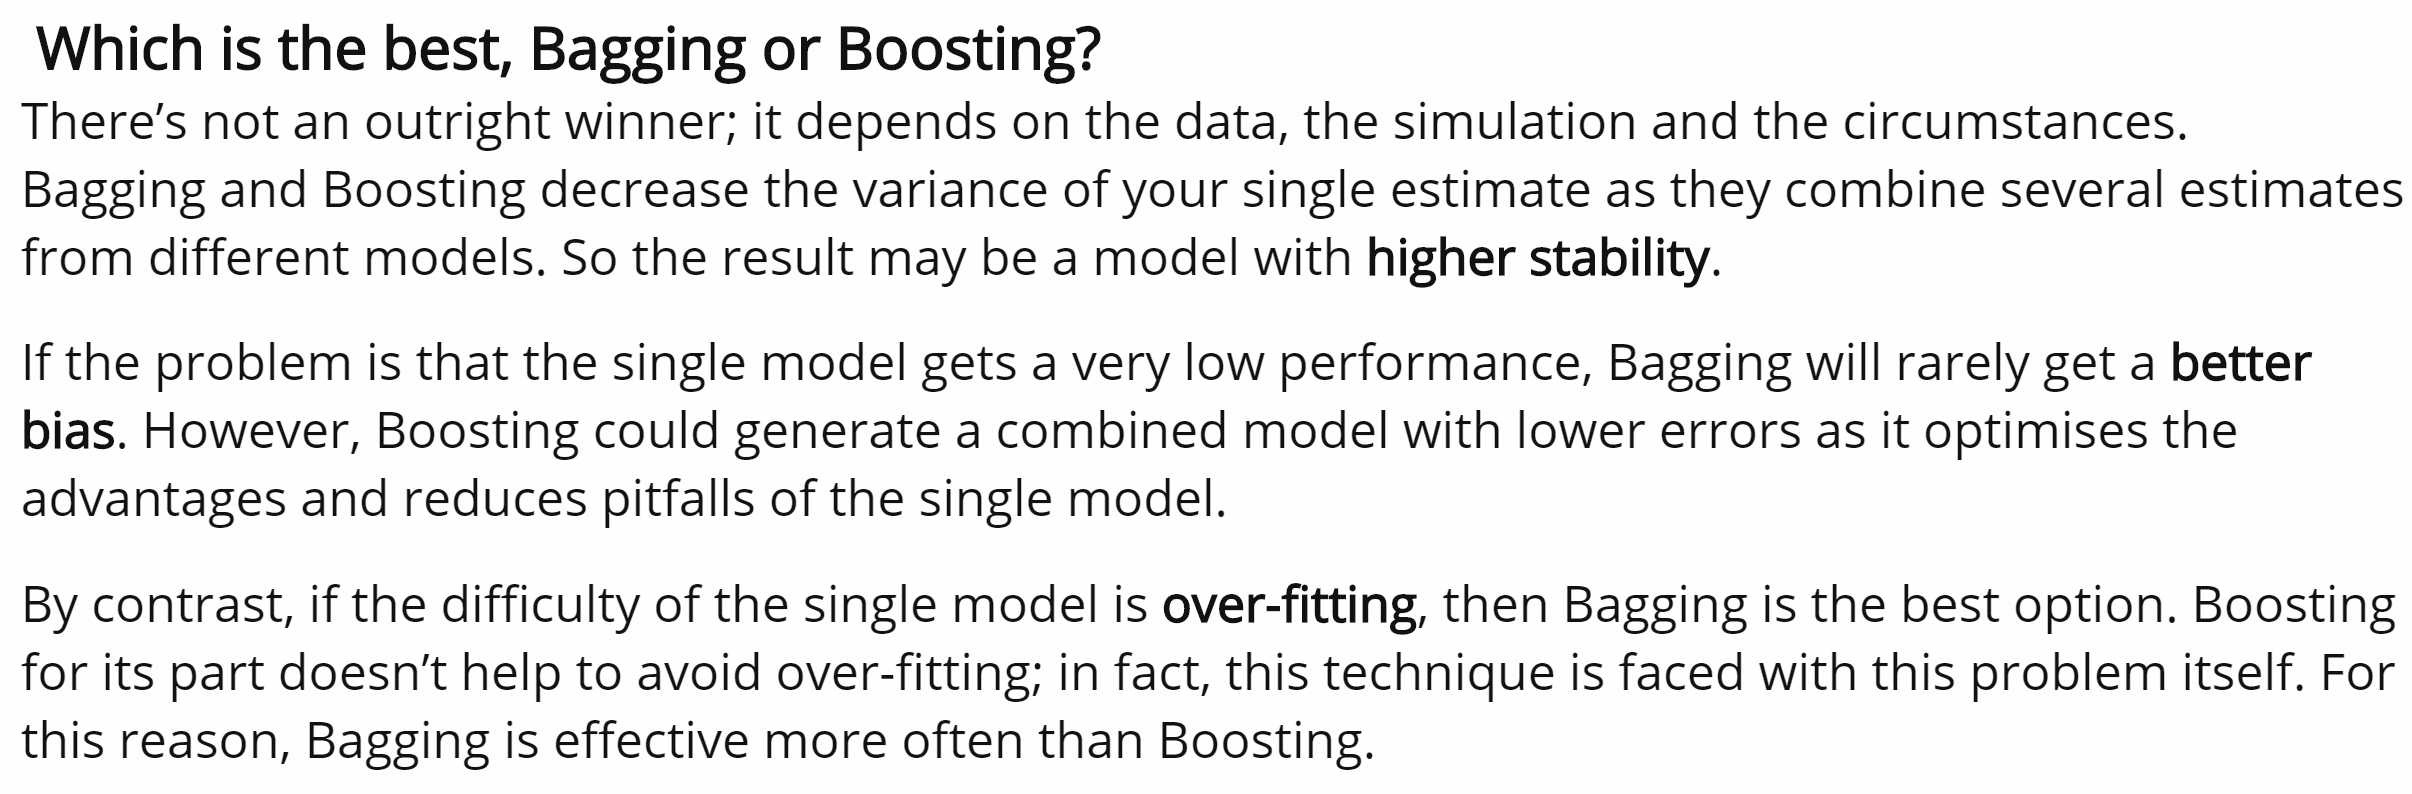 Which is the best, Bagging or Boosting?
There’s not an outright winner; it depends on the data, the simulation and the circumstances.
Bagging and Boosting decrease the variance of your single estimate as they combine several estimates
from different models. So the result may be a model with higher stability.
If the problem is that the single model gets a very low performance, Bagging will rarely get a better
bias. However, Boosting could generate a combined model with lower errors as it optimises the
advantages and reduces pitfalls of the single model.
By contrast, if the difficulty of the single model is over-fitting, then Bagging is the best option. Boosting
for its part doesn’t help to avoid over-fitting; in fact, this technique is faced with this problem itself. For
this reason, Bagging is effective more often than Boosting.